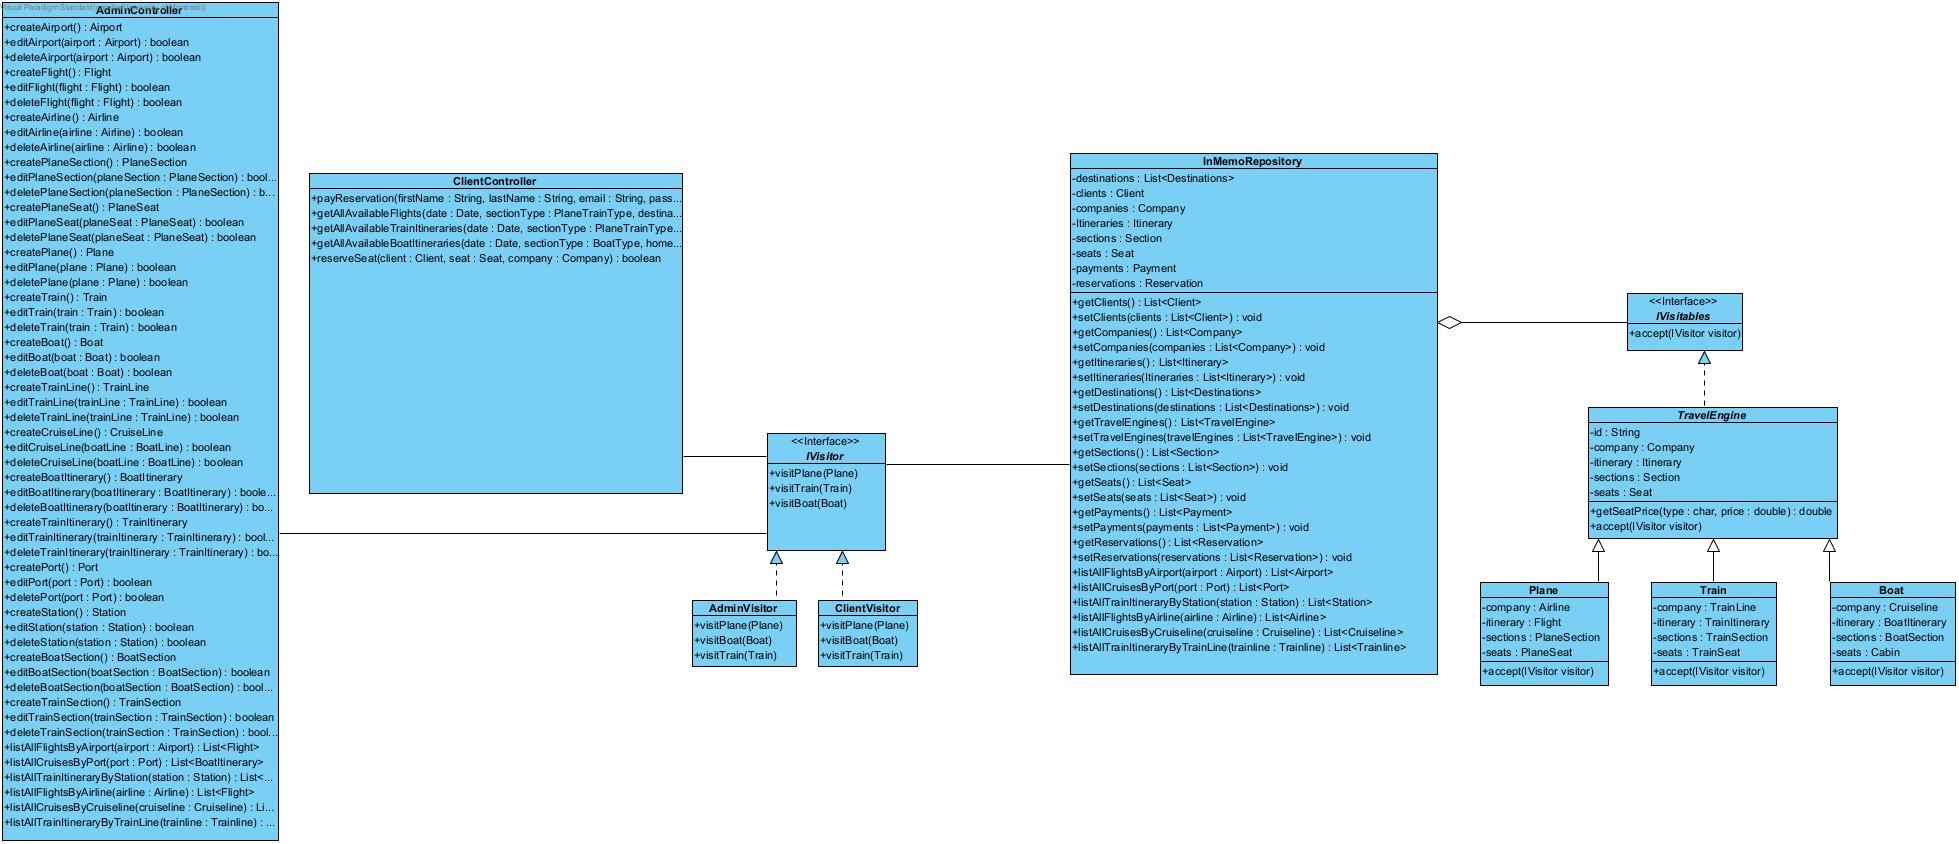 Visual Paradigm Standard
AdminController
+createAirport() : Airport
+editAirport(airport : Airport) : boolean
+deleteAirport(airport : Airport) : boolean
+createFlight() : Flight
+editFlight(flight : Flight) : boolean
+deleteFlight(flight : Flight) : boolean
+createAirline() : Airline
+editAirline(airline : Airline) : boolean
+deleteAirline(airline : Airline) : boolean
+createPlaneSection() : PlaneSection
+editPlaneSection(planeSection : PlaneSection) : bool...
+deletePlaneSection(planeSection : PlaneSection) : b...
+createPlaneSeat() : PlaneSeat
+editPlaneSeat(planeSeat : PlaneSeat) : boolean
+deletePlaneSeat(planeSeat : PlaneSeat) : boolean
+createPlane() : Plane
+editPlane(plane : Plane) : boolean
+deletePlane(plane : Plane) : boolean
+createTrain() : Train
+editTrain(train : Train) : boolean
+deleteTrain(train : Train) : boolean
+createBoat() : Boat
+editBoat(boat : Boat) : boolean
+deleteBoat(boat : Boat) : boolean
+createTrainLine() : TrainLine
+editTrainLine(trainLine : TrainLine) : boolean
+deleteTrainLine(trainLine : TrainLine) : boolean
+createCruiseLine() : CruiseLine
+editCruiseLine(boatLine : BoatLine) : boolean
+deleteCruiseLine(boatLine : BoatLine) : boolean
+createBoatItinerary() : BoatItinerary
+editBoatItinerary(boatItinerary : BoatItinerary) : boole...
+deleteBoatItinerary(boatItinerary : BoatItinerary) : bo...
+createTrainItinerary() : TrainItinerary
+editTrainItinerary(trainItinerary : TrainItinerary) : bool...
+deleteTrainItinerary(trainItinerary : TrainItinerary) : bo...
+createPort() : Port
+editPort(port : Port) : boolean
+deletePort(port : Port) : boolean
+createStation() : Station
+editStation(station : Station) : boolean
+deleteStation(station : Station) : boolean
+createBoatSection() : BoatSection
+editBoatSection(boatSection : BoatSection) : boolean
+deleteBoatSection(boatSection : BoatSection) : bool...
+createTrainSection() : TrainSection
+editTrainSection(trainSection : TrainSection) : boolean
+deleteTrainSection(trainSection : TrainSection) : bool...
+listAllFlightsByAirport(airport : Airport) : List<Flight>
+listAllCruisesByPort(port : Port) : List<BoatItinerary>
+listAllTrainItineraryByStation(station : Station) : List<...
+listAllFlightsByAirline(airline : Airline) : List<Flight>
+listAllCruisesByCruiseline(cruiseline : Cruiseline) : Li...
+listAllTrainItineraryByTrainLine(trainline : Trainline) : ...
ClientController
+payReservation(firstName : String, lastName : String, email : String, pass...
+getAllAvailableFlights(date : Date, sectionType : PlaneTrainType, destina...
+getAllAvailableTrainItineraries(date : Date, sectionType : PlaneTrainType...
+getAllAvailableBoatItineraries(date : Date, sectionType : BoatType, home...
+reserveSeat(client : Client, seat : Seat, company : Company) : boolean
<<Interface>>
IVisitor
+visitPlane(Plane)
+visitTrain(Train)
+visitBoat(Boat)
AdminVisitor
+visitPlane(Plane)
+visitBoat(Boat)
+visitTrain(Train)
ClientVisitor
+visitPlane(Plane)
+visitBoat(Boat)
+visitTrain(Train)
InMemoRepository
-destinations : List<Destinations>
-clients : Client
-companies : Company
-Itineraries : Itinerary
-sections : Section
-seats : Seat
-payments : Payment
-reservations : Reservation
+getClients() : List<Client>
+setClients(clients : List<Client>) : void
+getCompanies() : List<Company>
+setCompanies(companies : List<Company>) : void
+getItineraries() : List<Itinerary>
+setItineraries(Itineraries : List<Itinerary>) : void
+getDestinations() : List<Destinations>
+setDestinations(destinations : List<Destinations>) : void
+getTravelEngines() : List<TravelEngine>
+setTravelEngines(travelEngines : List<TravelEngine>) : void
+getSections() : List<Section>
+setSections(sections : List<Section>) : void
+getSeats() : List<Seat>
+setSeats(seats : List<Seat>) : void
+getPayments() : List<Payment>
+setPayments(payments : List<Payment>) : void
+getReservations() : List<Reservation>
+setReservations(reservations : List<Reservation>) : void
+listAllFlightsByAirport(airport : Airport) : List<Airport>
+listAllCruisesByPort(port : Port) : List<Port>
+listAllTrainItineraryByStation(station : Station) : List<Station>
+listAllFlightsByAirline(airline : Airline) : List<Airline>
+listAllCruisesByCruiseline(cruiseline : Cruiseline) : List<Cruiseline>
+listAllTrainItineraryByTrainLine(trainline : Trainline) : List<Trainline>
<<Interface>>
IVisitables
+accept(IVisitor visitor)
TravelEngine
-id : String
-company : Company
-itinerary : Itinerary
-sections : Section
-seats : Seat
+getSeatPrice(type : char, price : double) : double
+accept(IVisitor visitor)
Plane
-company : Airline
-itinerary : Flight
-sections : PlaneSection
-seats : PlaneSeat
+accept(IVisitor visitor)
Train
-company : TrainLine
-itinerary : TrainItinerary
-sections : TrainSection
-seats : TrainSeat
+accept(IVisitor visitor)
Boat
-company : Cruiseline
-itinerary : BoatItinerary
-sections : BoatSection
-seats : Cabin
+accept(IVisitor visitor)